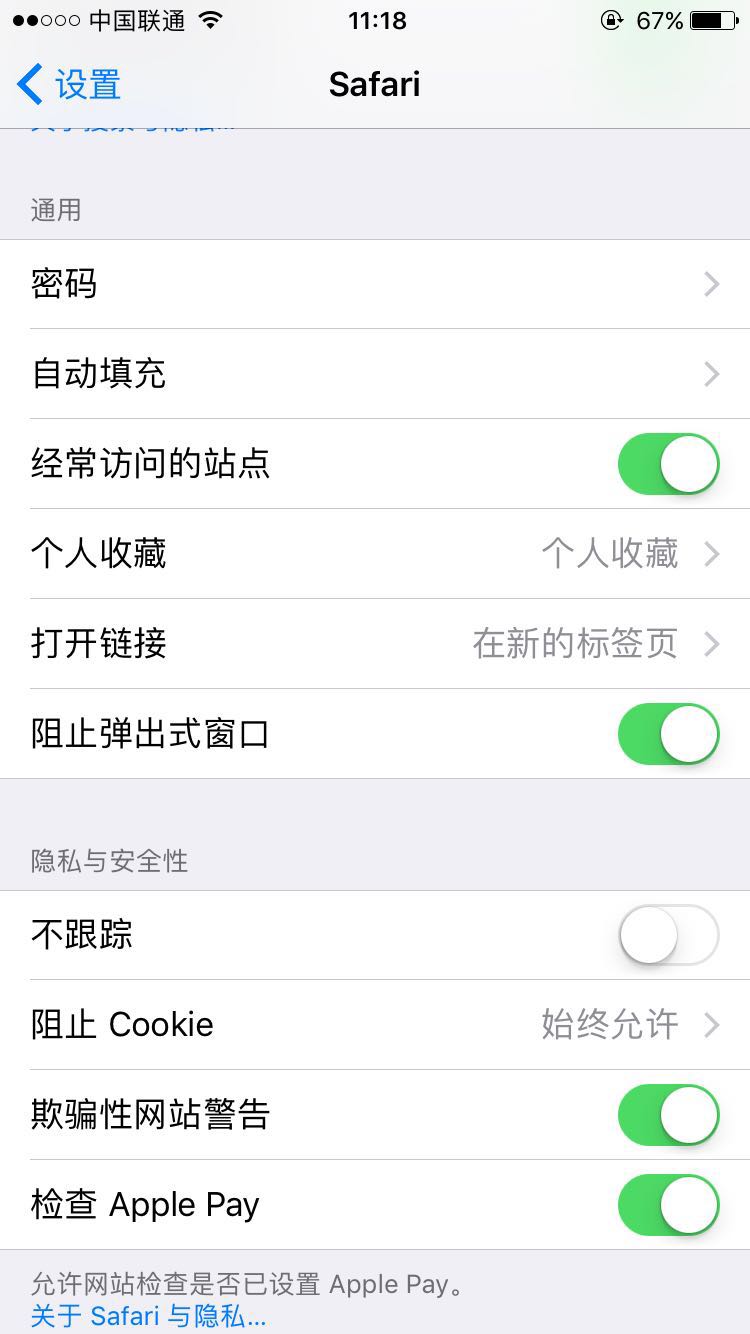 中国联通
11:18
67%
设置
Safari
通用
密码
自动填充
经常访问的站点
个人收藏 个人收藏
打开链接 在新的标签页
阻止弹出式窗口
隐私与安全性
不跟踪
阻止 Cookie 始终允许
欺骗性网站警告
检查 Apple Pay
允许网站检查是否已设置 Apple Pay。
关于 Safari 与隐私...